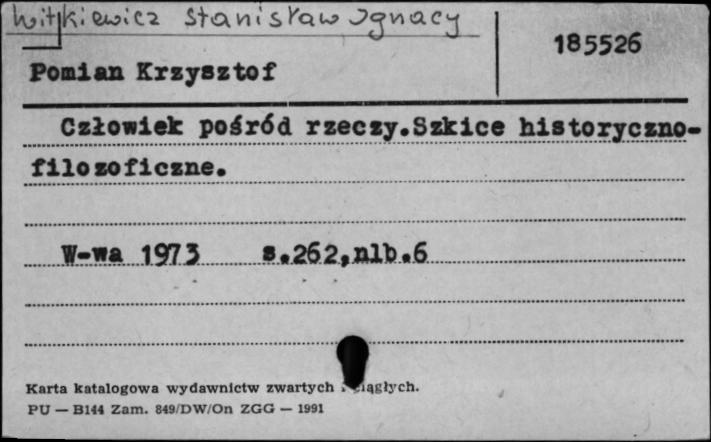 Witkiewicz Stanisław Ignacy
185526
Pomian Krzysztof
Człowiek pośród rzeczy.Szkice historyczno-
filozoficzne.
W-wa 1973 s.262,nlb.6
Karta katalogowa wydawnictw zwartych i ciągłych.
PU — B144 Zam. 849/DW/On ZGG — 1991